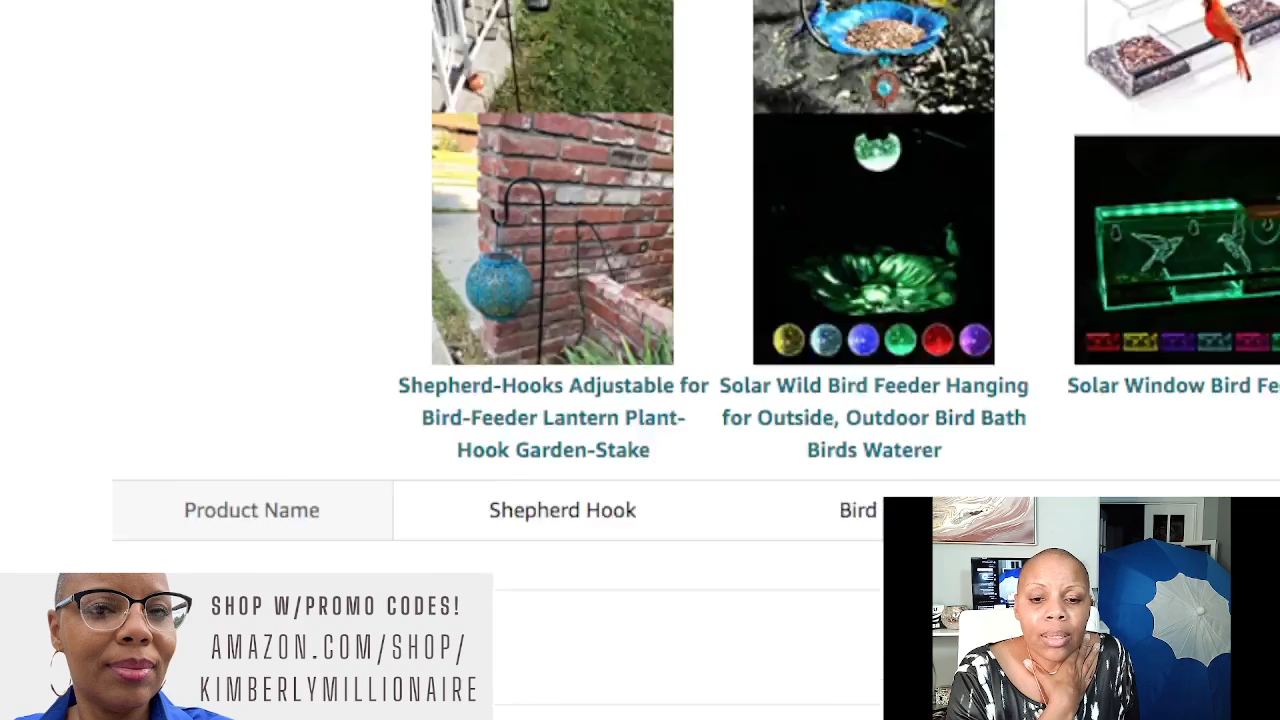 Shepherd-Hooks Adjustable for
Bird-Feeder Lantern Plant-
Hook Garden-Stake
Solar Wild Bird Feeder Hanging
for Outside, Outdoor Bird Bath
Birds Waterer
Solar Window Bird
Product Name
Shepherd Hook
Bird
SHOP W/PROMO CODES!
AMAZON.COM/SHOP/
KIMBERLYMILLIONAIRE